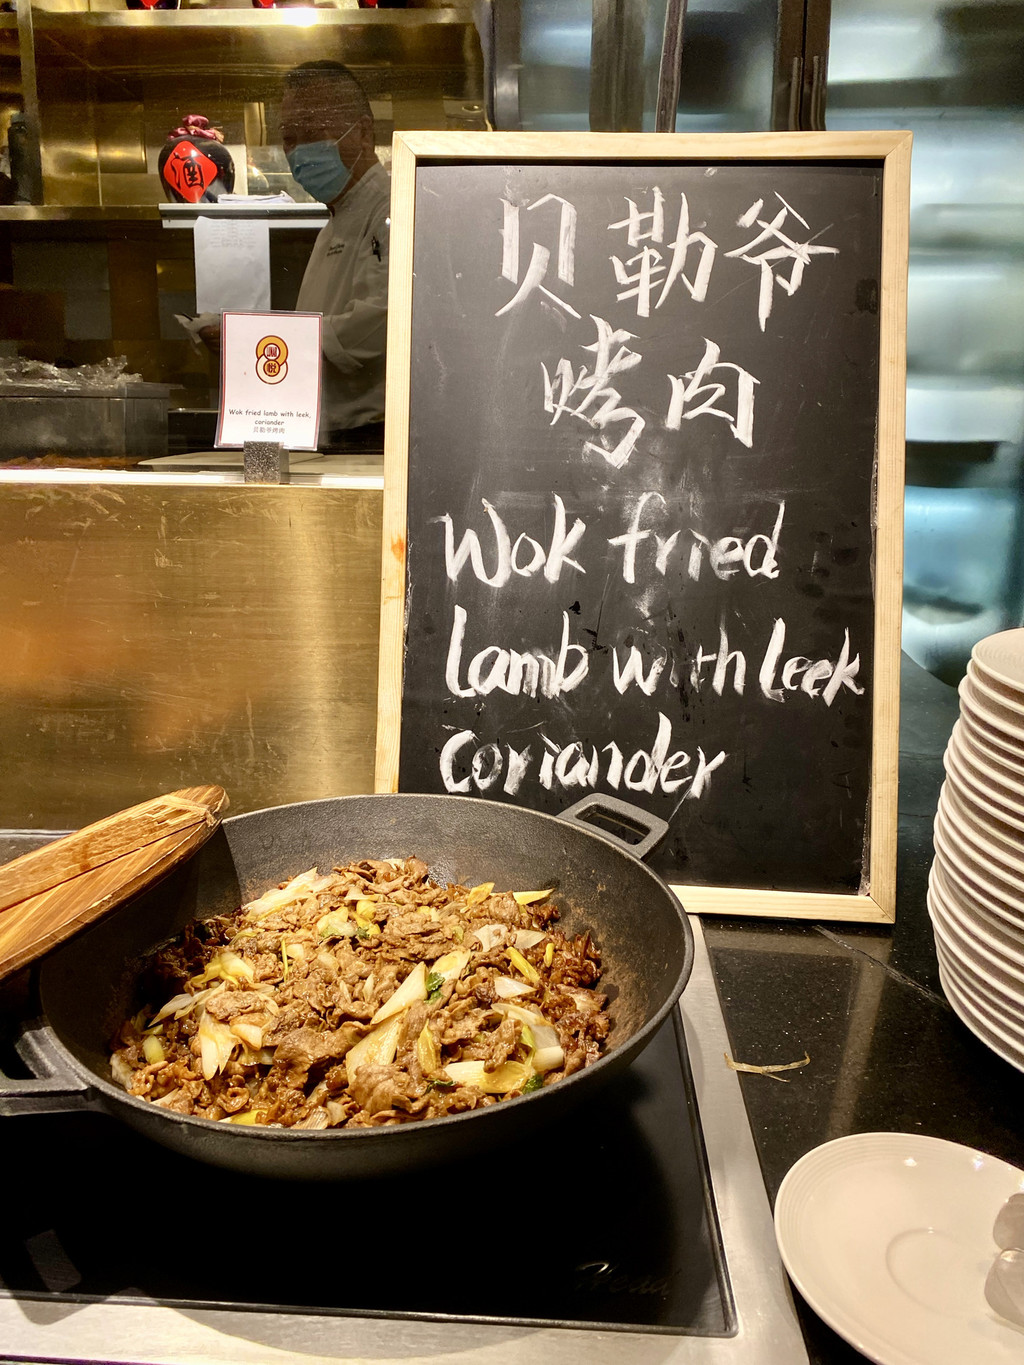 酒
Wok fried lamb with leek,
coriander
贝勒爷烤肉
贝勒爷
烤肉
Wok fried
Lamb with Leek
Coriander